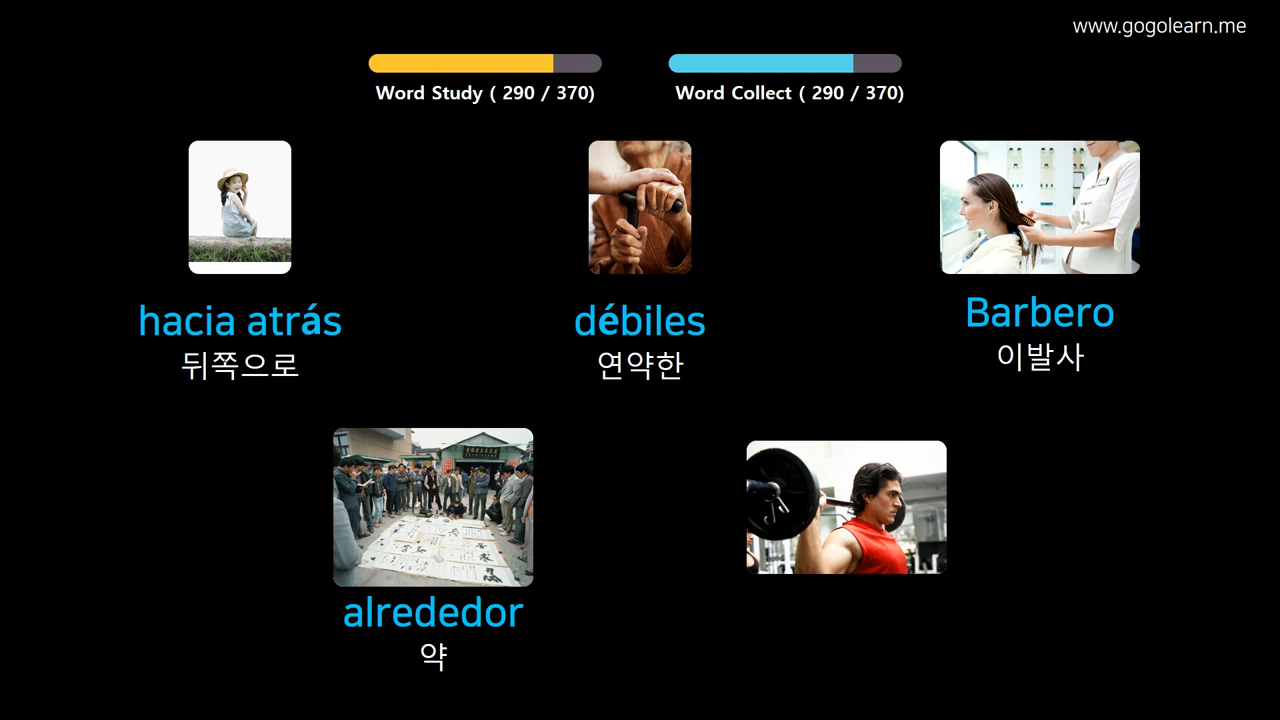 www.gogolearn.me
Word Study ( 290 / 370)
Word Collect ( 290 / 370)
hacia atrás
뒤쪽으로
débiles
연약한
Barbero
이발사
alrededor
약